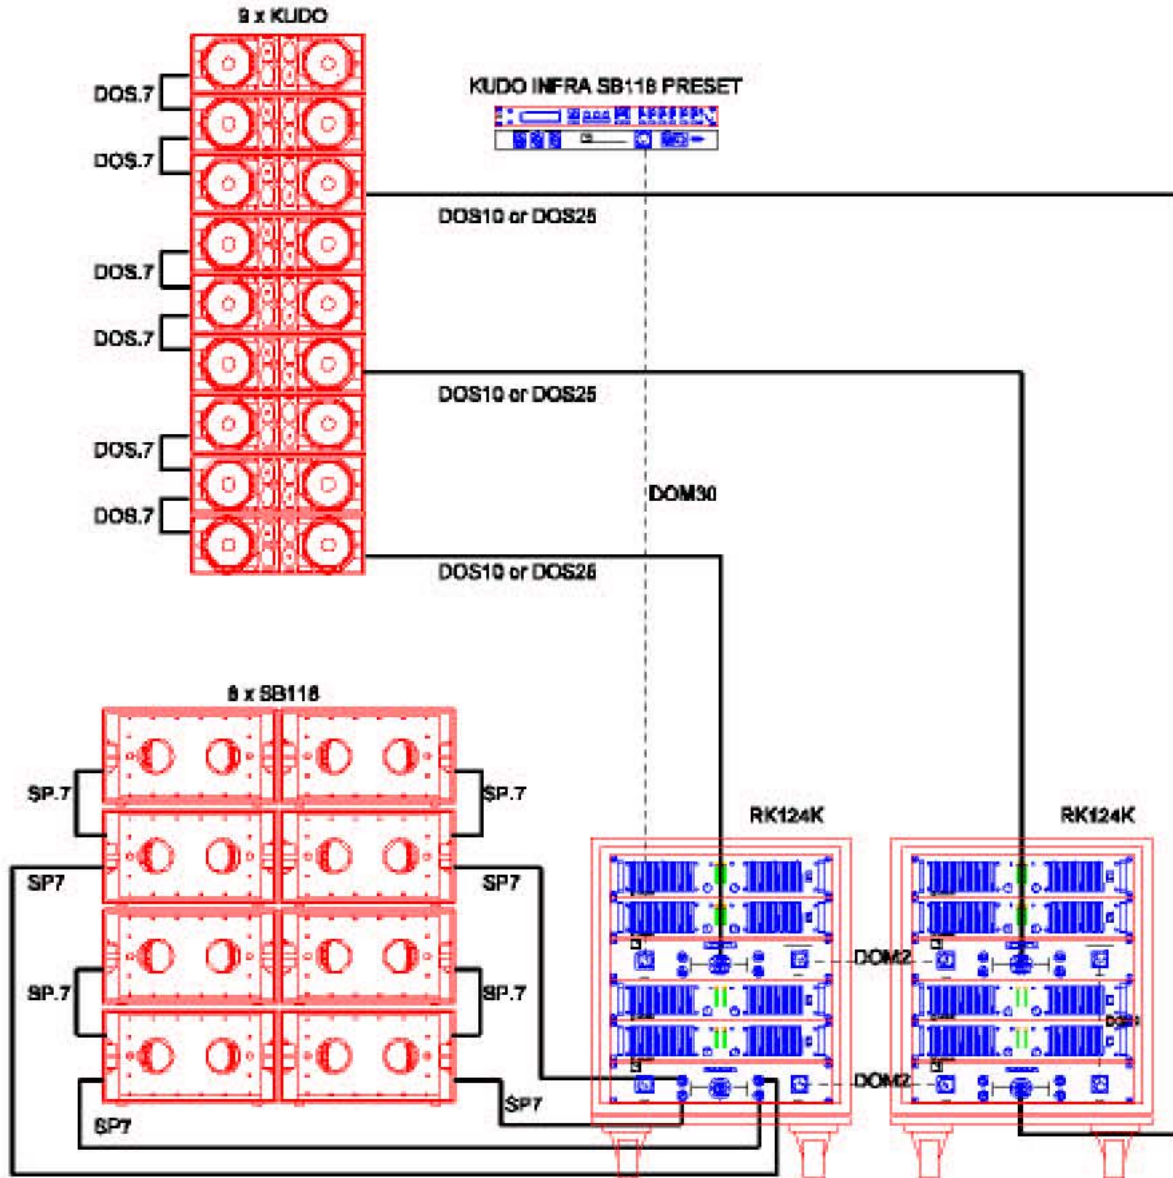 9 x KUDO
DOS.7
KUDO INFRA SB118 PRESET
DOS.7
DOS10 or DOS25
DOS.7
DOS.7
DOS10 or DOS25
DOS.7
DOM30
DOS.7
DOS10 or DOS25
8 x SB118
SP.7
SP.7
RK124K
RK124K
SP7
SP7
DOM2
SP.7
SP.7
DOM2
SP7
SP7